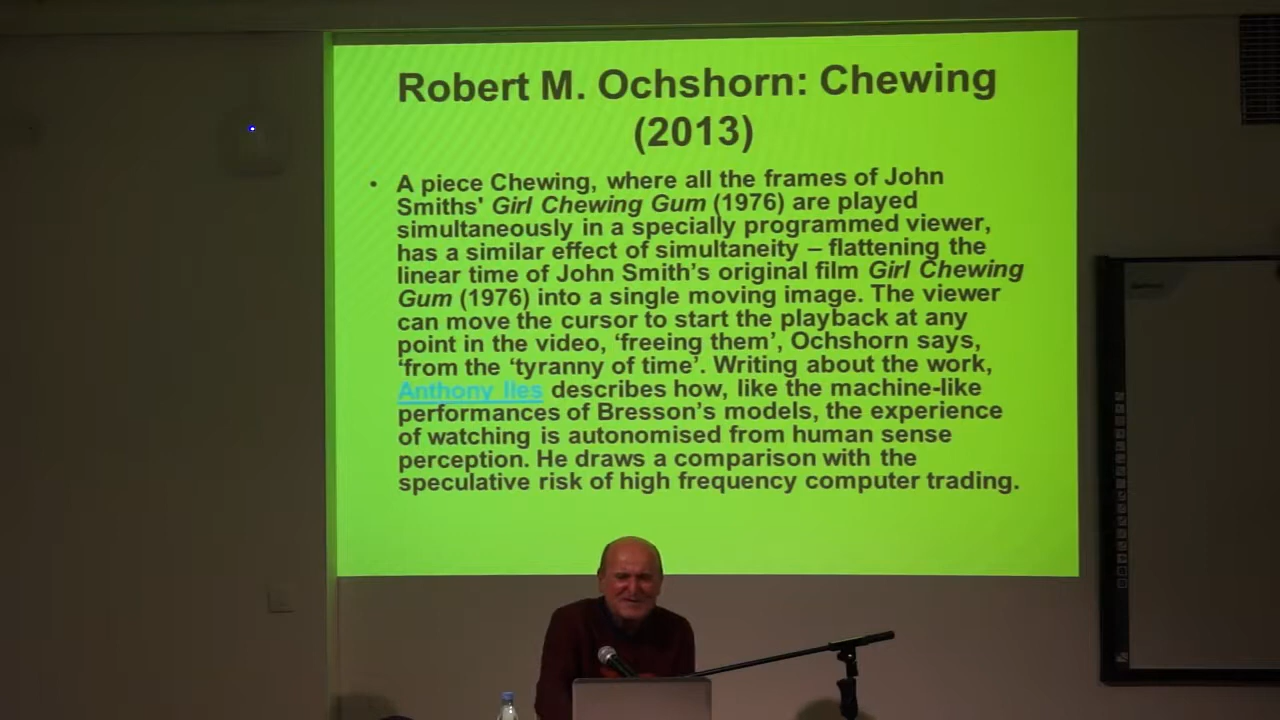 Robert M. Ochshorn: Chewing
(2013)
• A piece Chewing, where all the frames of John
Smiths' Girl Chewing Gum (1976) are played
simultaneously in a specially programmed viewer,
has a similar effect of simultaneity – flattening the
linear time of John Smith’s original film Girl Chewing
Gum (1976) into a single moving image. The viewer
can move the cursor to start the playback at any
point in the video, ‘freeing them’, Ochshorn says,
‘from the ‘tyranny of time’. Writing about the work,
Anthony Iles describes how, like the machine-like
performances of Bresson’s models, the experience
of watching is autonomised from human sense
perception. He draws a comparison with the
speculative risk of high frequency computer trading.